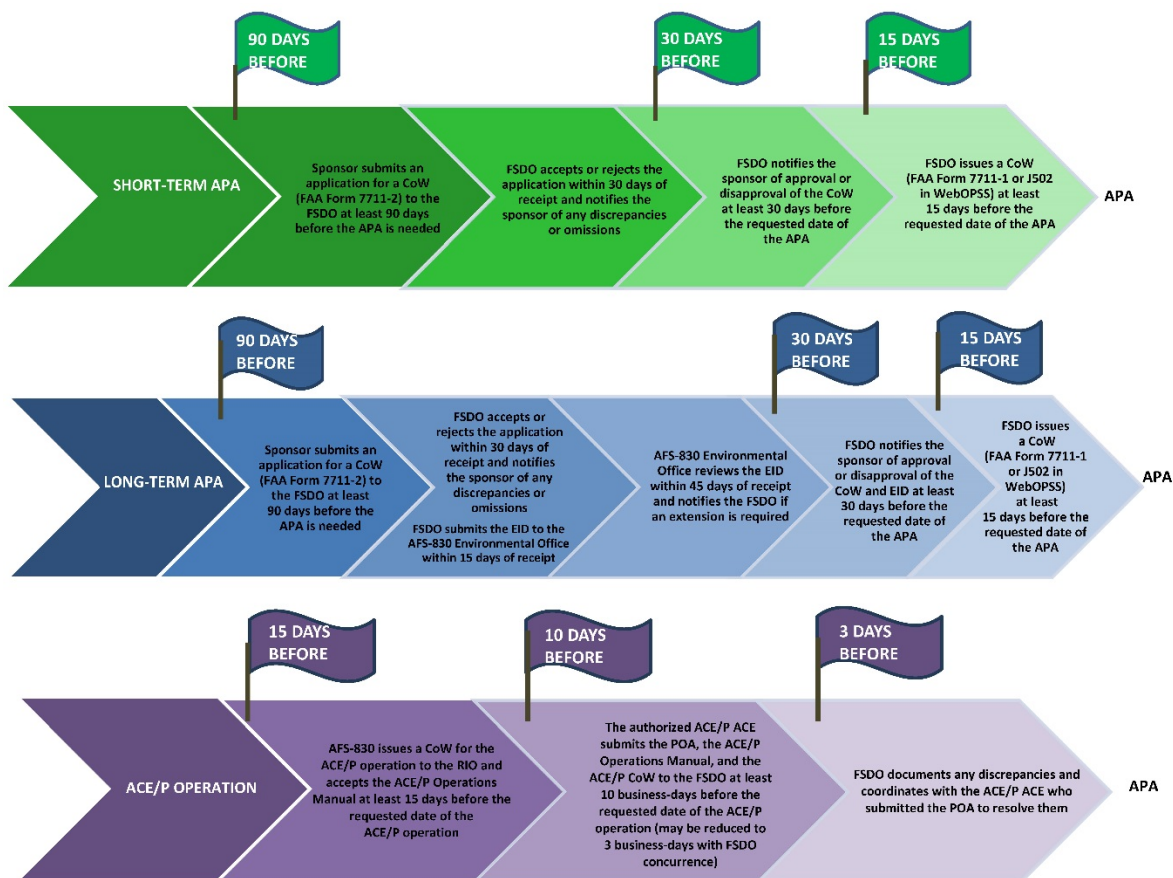 90 DAYS
BEFORE
30 DAYS
BEFORE
15 DAYS
BEFORE
SHORT-TERM APA
Sponsor submits an
application for a CoW
(FAA Form 7711-2) to the
FSDO at least 90 days
before the APA is needed
FSDO accepts or rejects the
application within 30 days of
receipt and notifies the
sponsor of any discrepancies
or omissions
FSDO notifies the
sponsor of approval or
disapproval of the CoW
at least 30 days before
the requested date of
the APA
FSDO issues a CoW
(FAA Form 7711-1 or J502
in WebOPSS) at least
15 days before the
requested date of the APA
APA
90 DAYS
BEFORE
30 DAYS
BEFORE
15 DAYS
BEFORE
LONG-TERM APA
Sponsor submits an
application for a CoW
(FAA Form 7711-2) to
the FSDO at least
90 days before the
APA is needed
FSDO accepts or
rejects the application
within 30 days of
receipt and notifies
the sponsor of any
discrepancies or
omissions
FSDO submits the EID to the
AFS-830 Environmental Office
within 15 days of receipt
AFS-830 Environmental
Office reviews the EID
within 45 days of receipt
and notifies the FSDO if
an extension is required
FSDO notifies the
sponsor of approval
or disapproval of the
CoW and EID at least
30 days before the
requested date of
the APA
FSDO issues
a CoW
(FAA Form 7711-1
or J502 in
WebOPSS)
at least
15 days before the
requested date of
the APA
APA
15 DAYS
BEFORE
10 DAYS
BEFORE
3 DAYS
BEFORE
ACE/P OPERATION
AFS-830 issues a CoW for the
ACE/P operation to the RIO and
accepts the ACE/P Operations
Manual at least 15 days before the
requested date of the
ACE/P operation
The authorized ACE/P ACE
submits the POA, the ACE/P
Operations Manual, and the
ACE/P CoW to the FSDO at least
10 business-days before the
requested date of the ACE/P
operation (may be reduced to
3 business-days with FSDO
concurrence)
FSDO documents any discrepancies and
coordinates with the ACE/P ACE who
submitted the POA to resolve them
APA